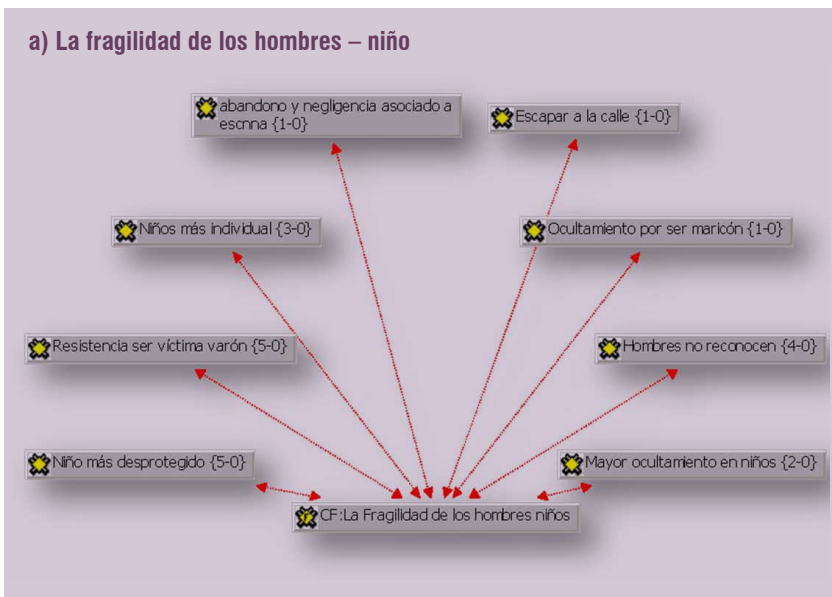 a) La fragilidad de los hombres – niño
abandono y negligencia asociado a
escnna {1-0}
Escapar a la calle {1-0}
Niños más individual {3-0}
Ocultamiento por ser maricón {1-0}
Resistencia ser víctima varón {5-0}
Hombres no reconocen {4-0}
Niño más desprotegido {5-0}
Mayor ocultamiento en niños {2-0}
CF:La Fragilidad de los hombres niños